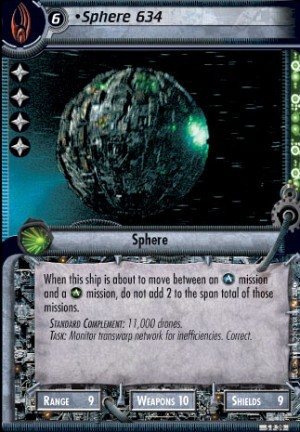 6
•Sphere 634
Sphere
When this ship is about to move between an A mission
and a mission, do not add 2 to the span total of those
missions.
STANDARD COMPLEMENT: 11,000 drones.
TASK: Monitor transwarp network for inefficiencies. Correct.
RANGE 9 WEAPONS 10 SHIELDS 9